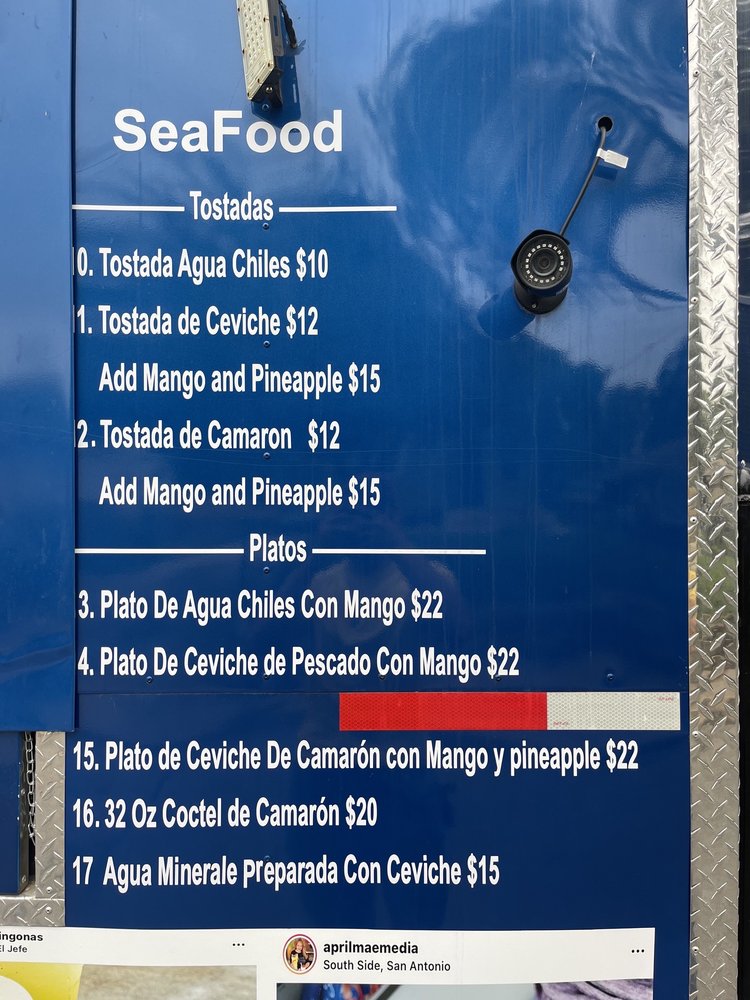 SeaFood
Tostadas
0. Tostada Agua Chiles $10
1. Tostada de Ceviche $12
Add Mango and Pineapple $15
2. Tostada de Camaron $12
Add Mango and Pineapple $15
Platos
3. Plato De Agua Chiles Con Mango $22
4. Plato De Ceviche de Pescado Con Mango $22
15. Plato de Ceviche De Camarón con Mango y pineapple $22
16. 32 Oz Coctel de Camarón $20
17 Agua Minerale Preparada Con Ceviche $15
ingonas
El Jefe
aprilmaemedia
South Side, San Antonio